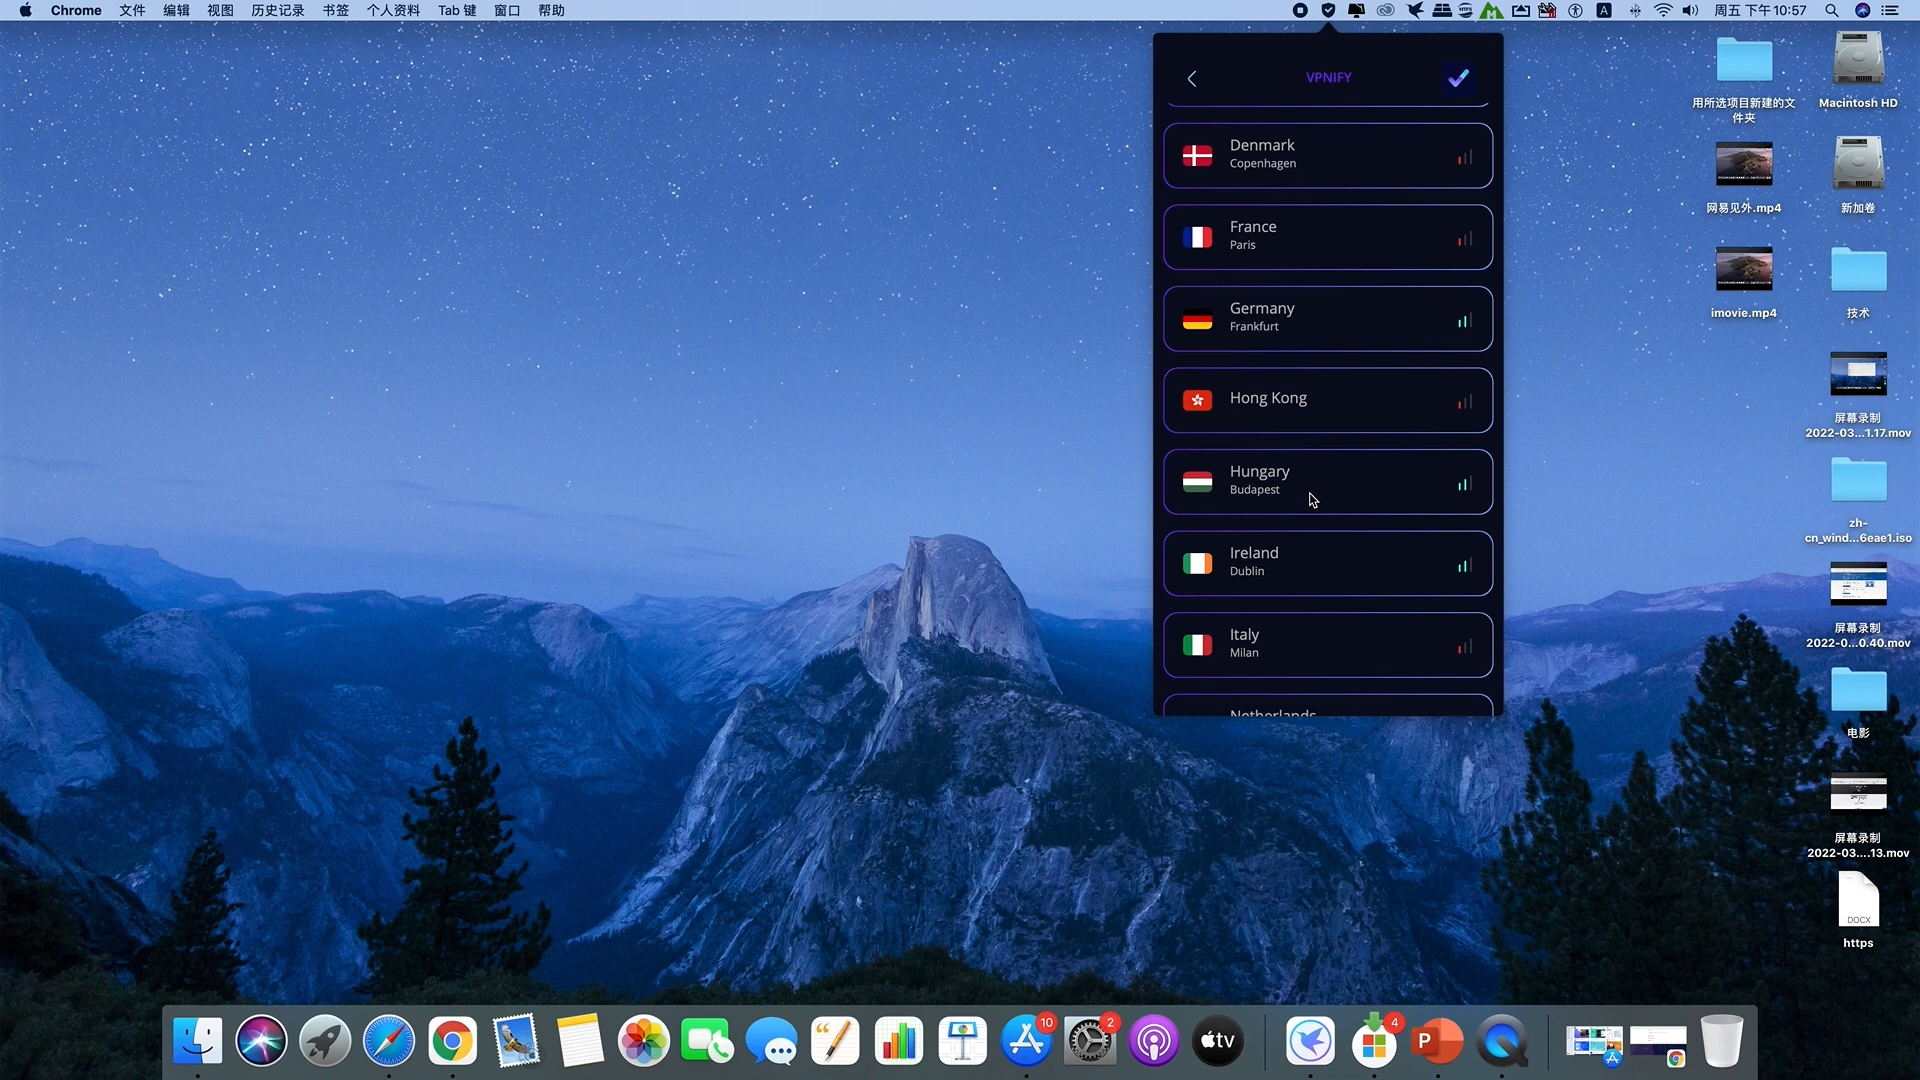 Chrome 文件 编辑 视图 历史记录 书签 个人资料 Tab 键 窗口 帮助
A
周五 下午10:57
VPNIFY
Denmark
Copenhagen
France
Paris
Germany
Frankfurt
Hong Kong
Hungary
Budapest
Ireland
Dublin
Italy
Milan
Netherlands
用所选项目新建的文
件夹
Macintosh HD
网易见外.mp4
新加卷
imovie.mp4
技术
屏幕录制
2022-03...1.17.mov
zh-
cn_wind...6eae1.iso
屏幕录制
2022-0...0.40.mov
电影
屏幕录制
2022-03....13.mov
DOCX
https
10
2
tv
4
P